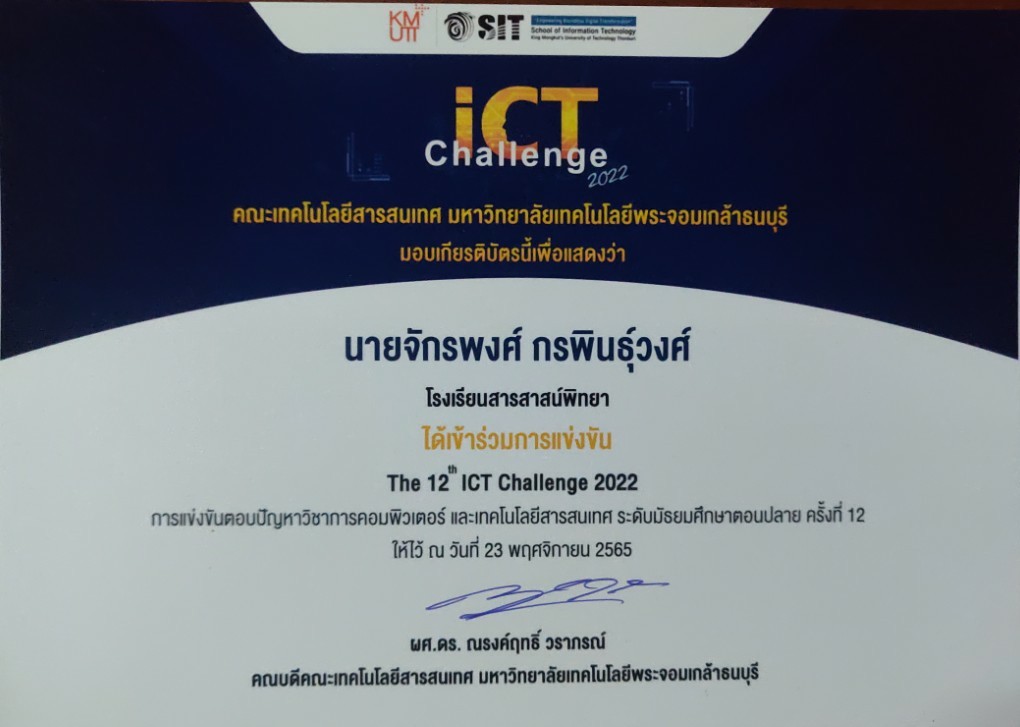 KM
UTT
SIT
"Empowering Boundless Digital Transformation"
School of Information Technology
King Mongkut's University of Technology Thonburi
iCT
Challenge
2022
คณะเทคโนโลยีสารสนเทศ มหาวิทยาลัยเทคโนโลยีพระจอมเกล้าธนบุรี
มอบเกียรติบัตรนี้เพื่อแสดงว่า
นายจักรพงศ์ กรพินธุ์วงศ์
โรงเรียนสารสาสน์พิทยา
ได้เข้าร่วมการแข่งขัน
The 12th ICT Challenge 2022
การแข่งขันตอบปัญหาวิชาการคอมพิวเตอร์ และเทคโนโลยีสารสนเทศ ระดับมัธยมศึกษาตอนปลาย ครั้งที่ 12
ให้ไว้ ณ วันที่ 23 พฤศจิกายน 2565
ผศ.ดร. ณรงค์ฤทธิ์ วราภรณ์
คณบดีคณะเทคโนโลยีสารสนเทศ มหาวิทยาลัยเทคโนโลยีพระจอมเกล้าธนบุรี